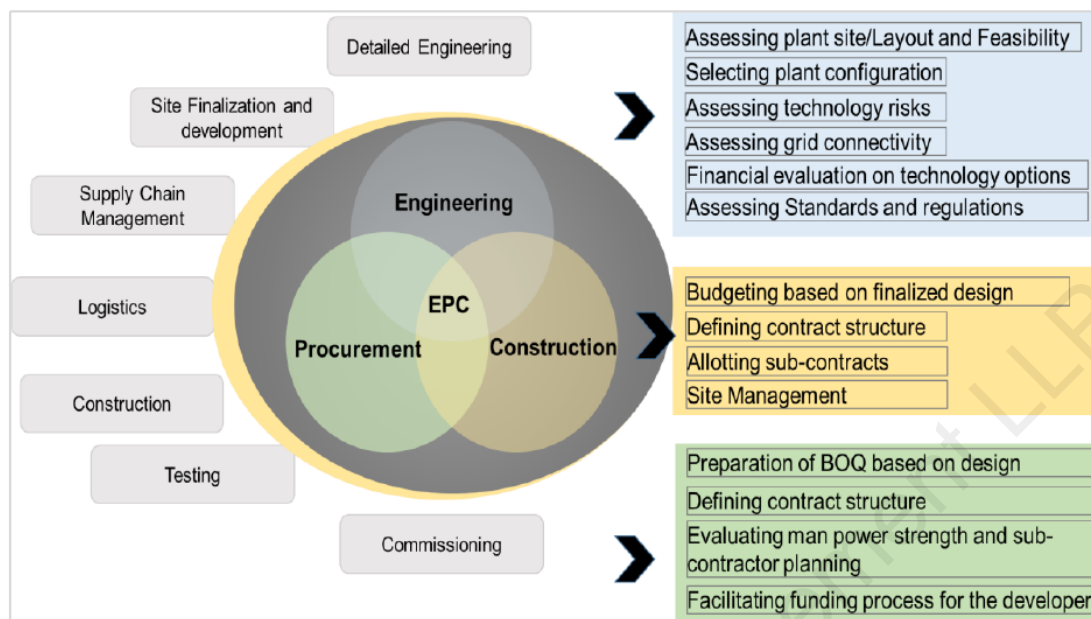 Detailed Engineering
Site Finalization and
development
Supply Chain
Management
Logistics
Construction
Testing
Commissioning
Engineering
EPC
Procurement
Construction
Assessing plant site/Layout and Feasibility
Selecting plant configuration
Assessing technology risks
Assessing grid connectivity
Financial evaluation on technology options
Assessing Standards and regulations
Budgeting based on finalized design
Defining contract structure
Allotting sub-contracts
Site Management
Preparation of BOQ based on design
Defining contract structure
Evaluating man power strength and sub-
contractor planning
Facilitating funding process for the developer
LLP